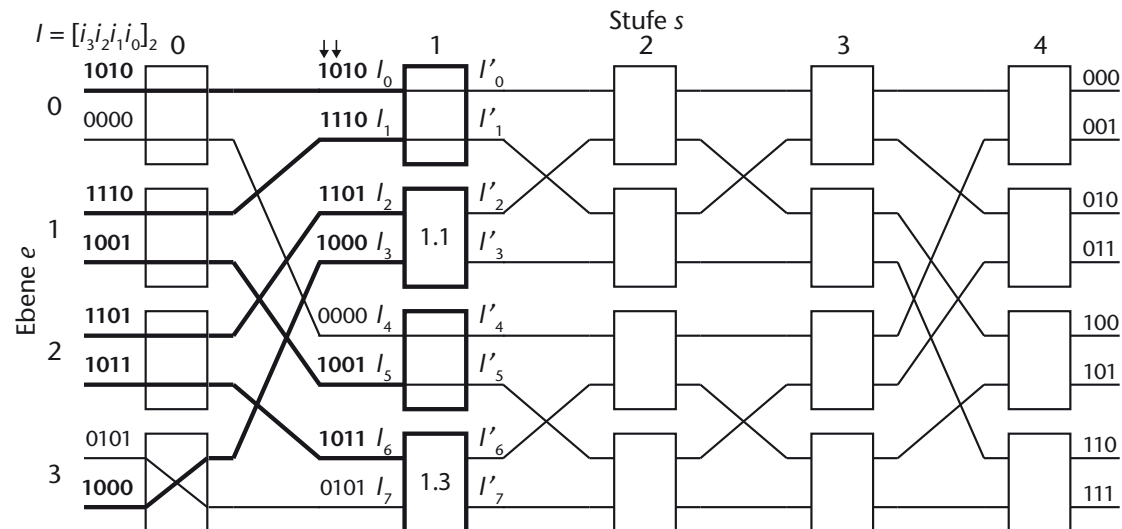 Stufe s
I = [i₃i₂i₁i₀]₂
0 1 2 3 4
Ebene e
0
1
2
3
1010
0000
1110
1001
1101
1011
0101
1000
↓↓
1010 I₀ I'₀
1110 I₁ I'₁
1101 I₂ I'₂
1000 I₃ I'₃
0000 I₄ I'₄
1001 I₅ I'₅
1011 I₆ I'₆
0101 I₇ I'₇
1.1
1.3
000
001
010
011
100
101
110
111